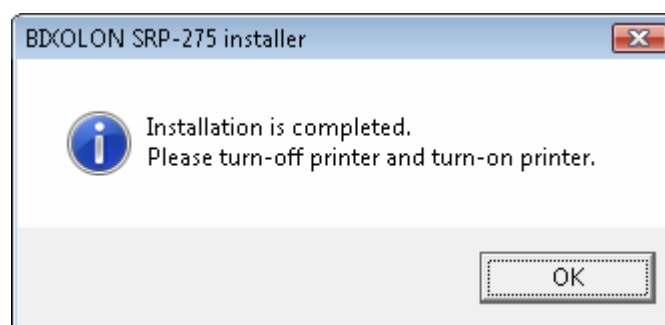 BIXOLON SRP-275 installer
Installation is completed.
Please turn-off printer and turn-on printer.
OK